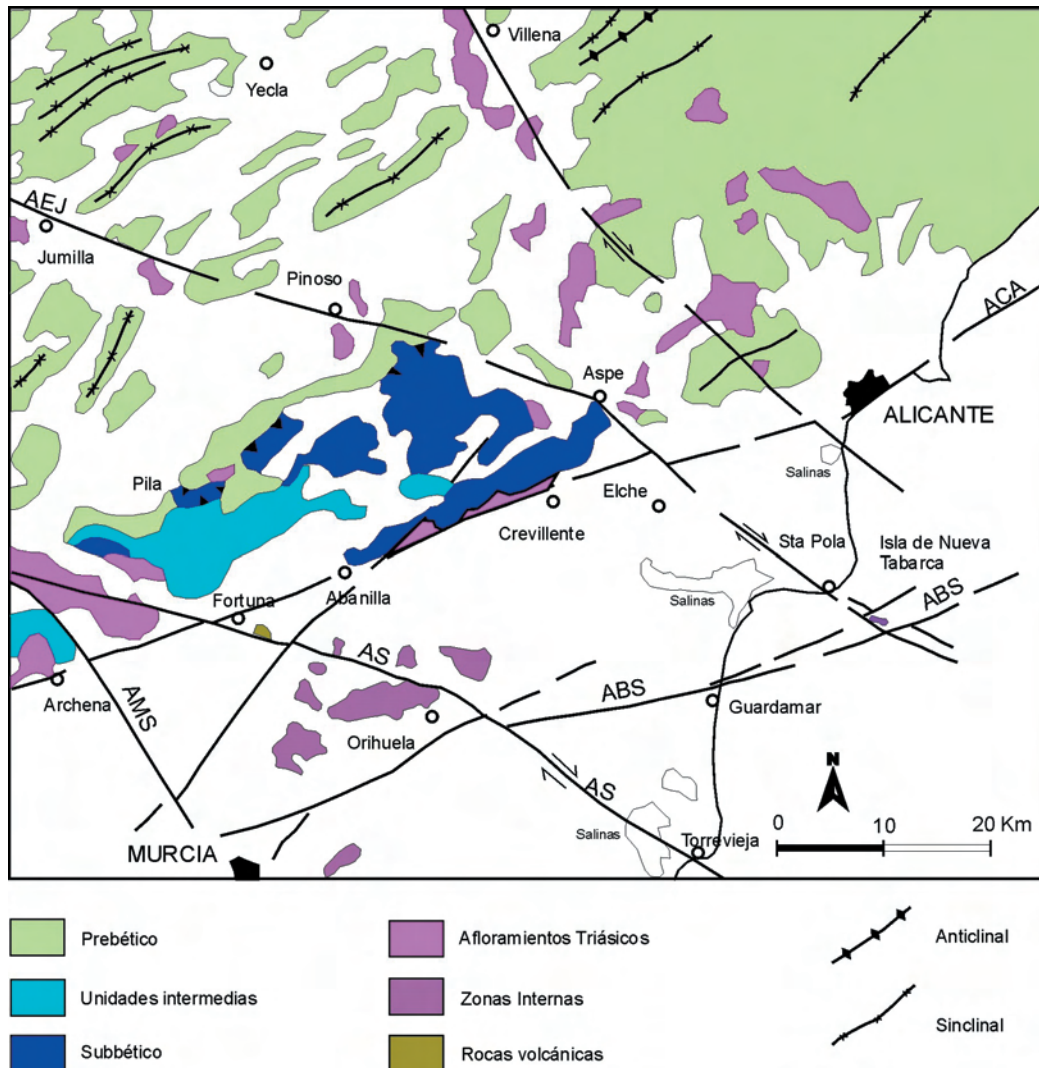 Villena
Yecla
AEJ
Jumilla
Pinoso
ACA
Aspe
ALICANTE
Salinas
Pila
Elche
Crevillente
Sta Pola
Isla de Nueva
Tabarca
Salinas
Fortuna
Abanilla
ABS
AS
ABS
Archena
AMS
Guardamar
Orihuela
AS
N
Salinas
Torrevieja
0 10 20 Km
MURCIA
Prebético
Afloramientos Triásicos
Anticlinal
Unidades intermedias
Zonas Internas
Sinclinal
Subbético
Rocas volcánicas